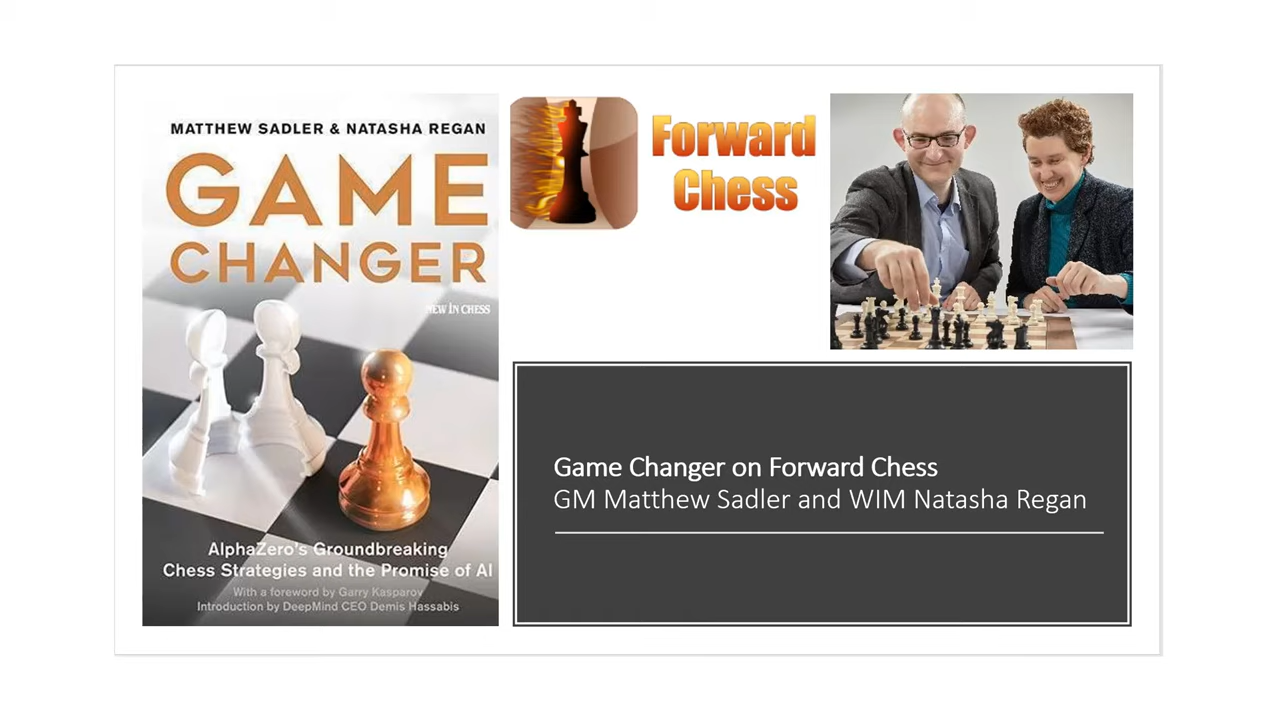 MATTHEW SADLER & NATASHA REGAN
GAME
CHANGER
NEW IN CHESS
AlphaZero's Groundbreaking
Chess Strategies and the Promise of AI
With a foreword by Garry Kasparov
Introduction by DeepMind CEO Demis Hassabis
Forward
Chess
Game Changer on Forward Chess
GM Matthew Sadler and WIM Natasha Regan